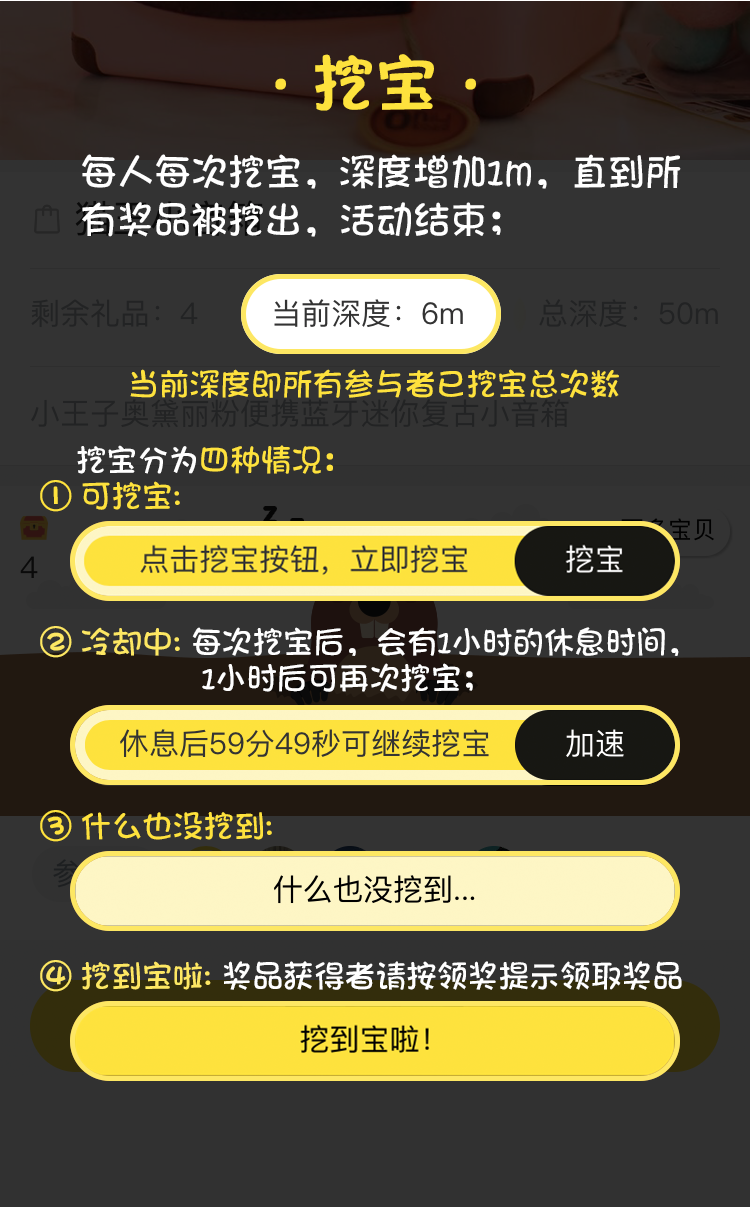 · 挖宝 ·
每人每次挖宝，深度增加1m，直到所
有奖品被挖出，活动结束；
剩余礼品：4
当前深度：6m
总深度：50m
当前深度即所有参与者已挖宝总次数
小王子奥黛丽粉便携蓝牙迷你复古小音箱
挖宝分为四种情况：
① 可挖宝:
宝贝
4
点击挖宝按钮，立即挖宝
挖宝
② 冷却中: 每次挖宝后，会有1小时的休息时间，
1小时后可再次挖宝；
休息后59分49秒可继续挖宝
加速
③ 什么也没挖到:
参
什么也没挖到...
④ 挖到宝啦: 奖品获得者请按领奖提示领取奖品
挖到宝啦！